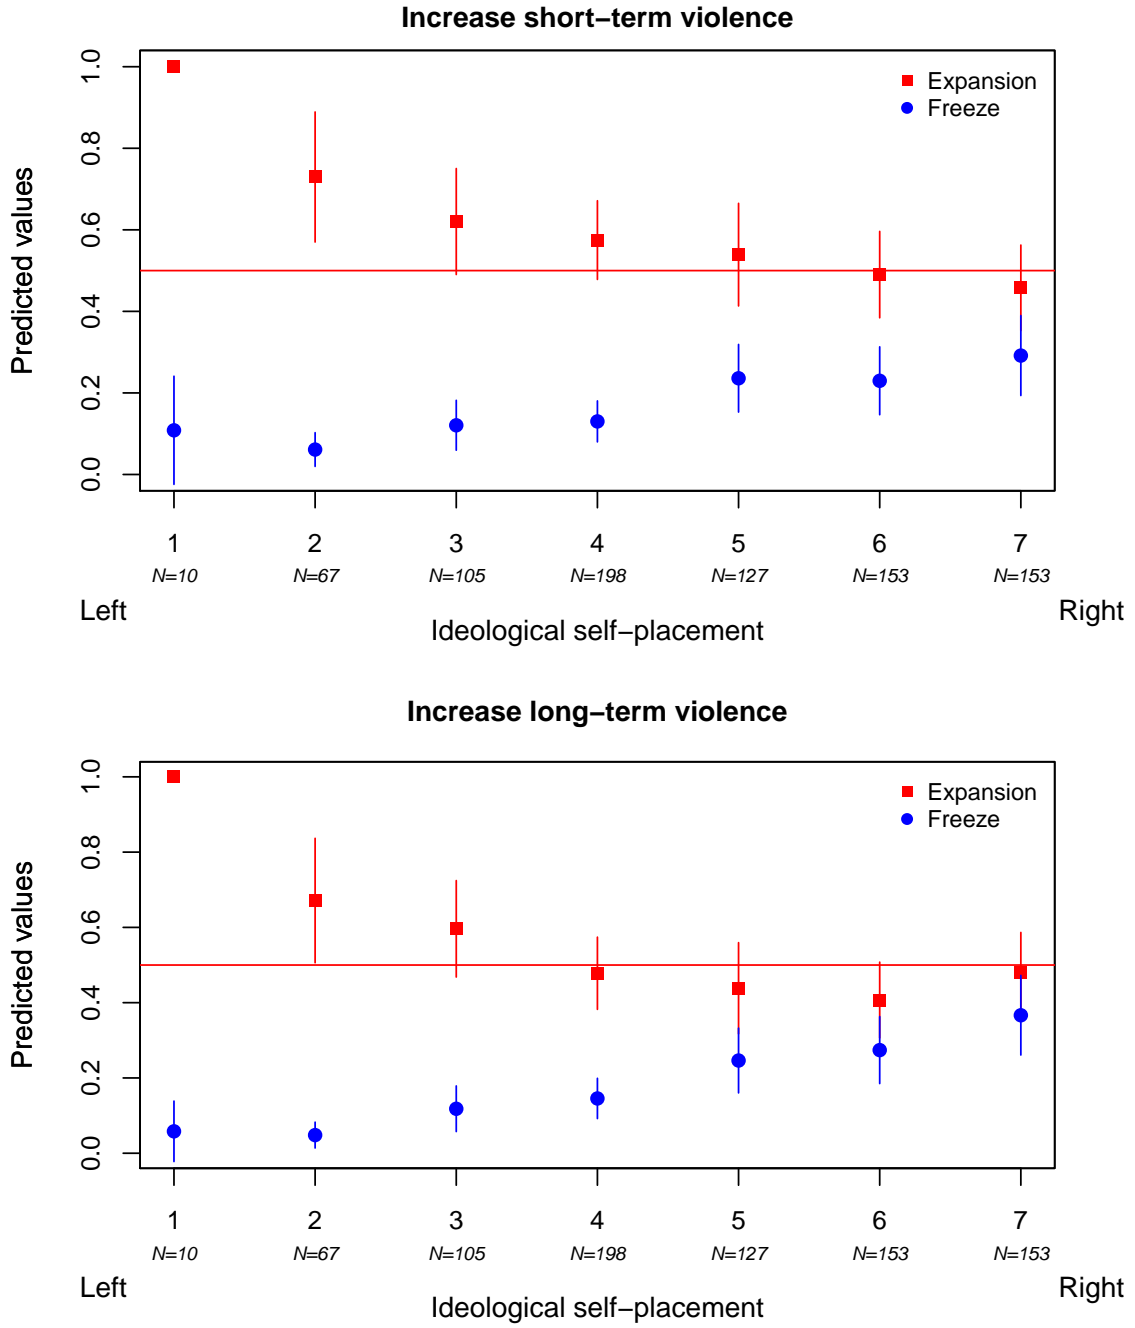 Increase short−term violence
Expansion
Freeze
Predicted values
1.0
0.8
0.6
0.4
0.2
0.0
1 2 3 4 5 6 7
N=10 N=67 N=105 N=198 N=127 N=153 N=153
Left Right
Ideological self−placement
Increase long−term violence
Expansion
Freeze
Predicted values
1.0
0.8
0.6
0.4
0.2
0.0
1 2 3 4 5 6 7
N=10 N=67 N=105 N=198 N=127 N=153 N=153
Left Right
Ideological self−placement